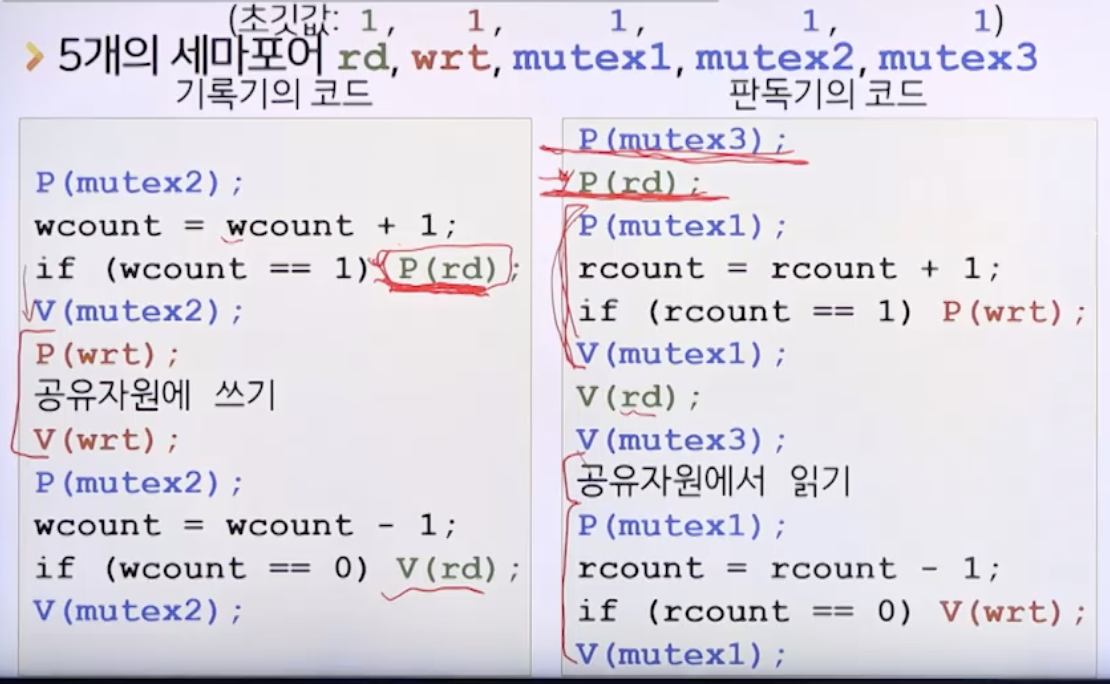 (초깃값: 1, 1, 1, 1, 1)
5개의 세마포어 rd, wrt, mutex1, mutex2, mutex3
기록기의 코드
P(mutex2);
wcount = wcount + 1;
if (wcount == 1) P(rd);
V(mutex2);
P(wrt);
공유자원에 쓰기
V(wrt);
P(mutex2);
wcount = wcount - 1;
if (wcount == 0) V(rd);
V(mutex2);
판독기의 코드
P(mutex3);
P(rd);
P(mutex1);
rcount = rcount + 1;
if (rcount == 1) P(wrt);
V(mutex1);
V(rd);
V(mutex3);
공유자원에서 읽기
P(mutex1);
rcount = rcount - 1;
if (rcount == 0) V(wrt);
V(mutex1);